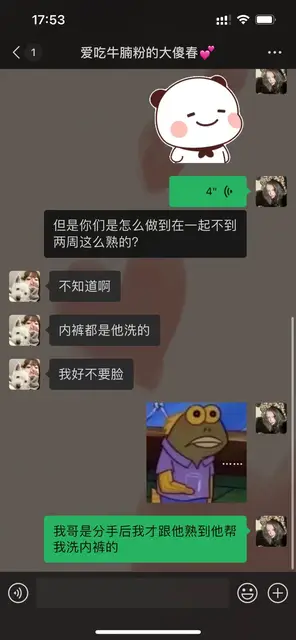 17:53
1
爱吃牛腩粉的大傻春💕
4"
但是你们是怎么做到在一起不到
两周这么熟的?
不知道啊
内裤都是他洗的
我好不要脸
......
我哥是分手后我才跟他熟到他帮
我洗内裤的